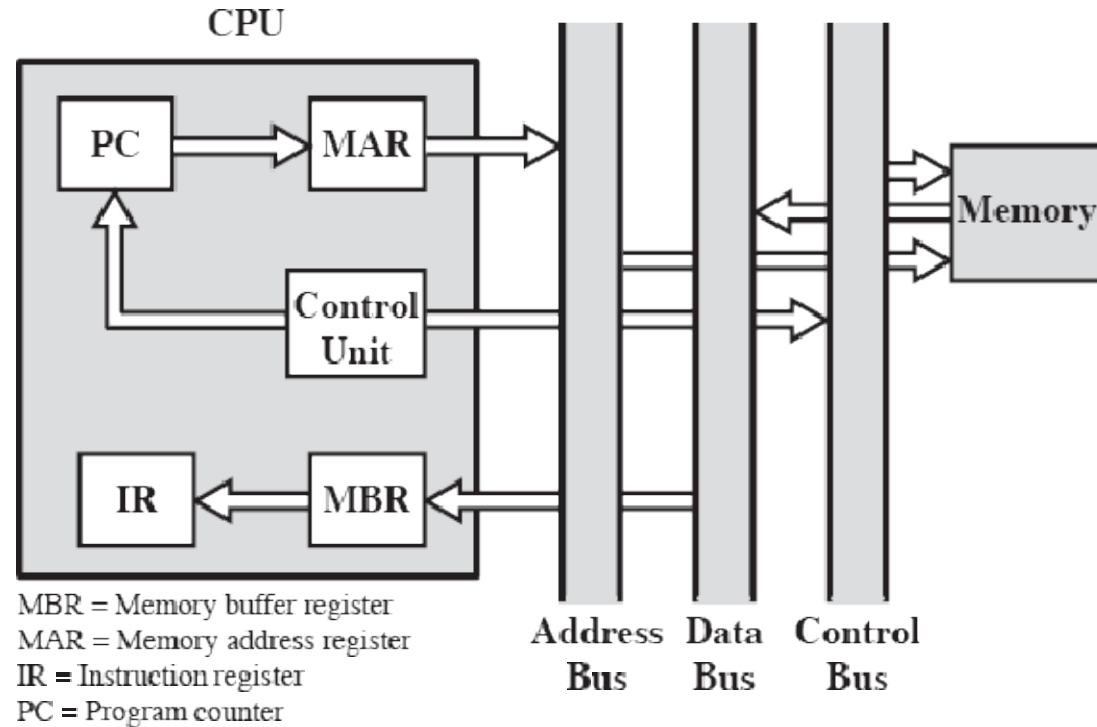 CPU
PC
MAR
Memory
Control
Unit
IR
MBR
MBR = Memory buffer register
MAR = Memory address register
IR = Instruction register
PC = Program counter
Address
Bus
Data
Bus
Control
Bus